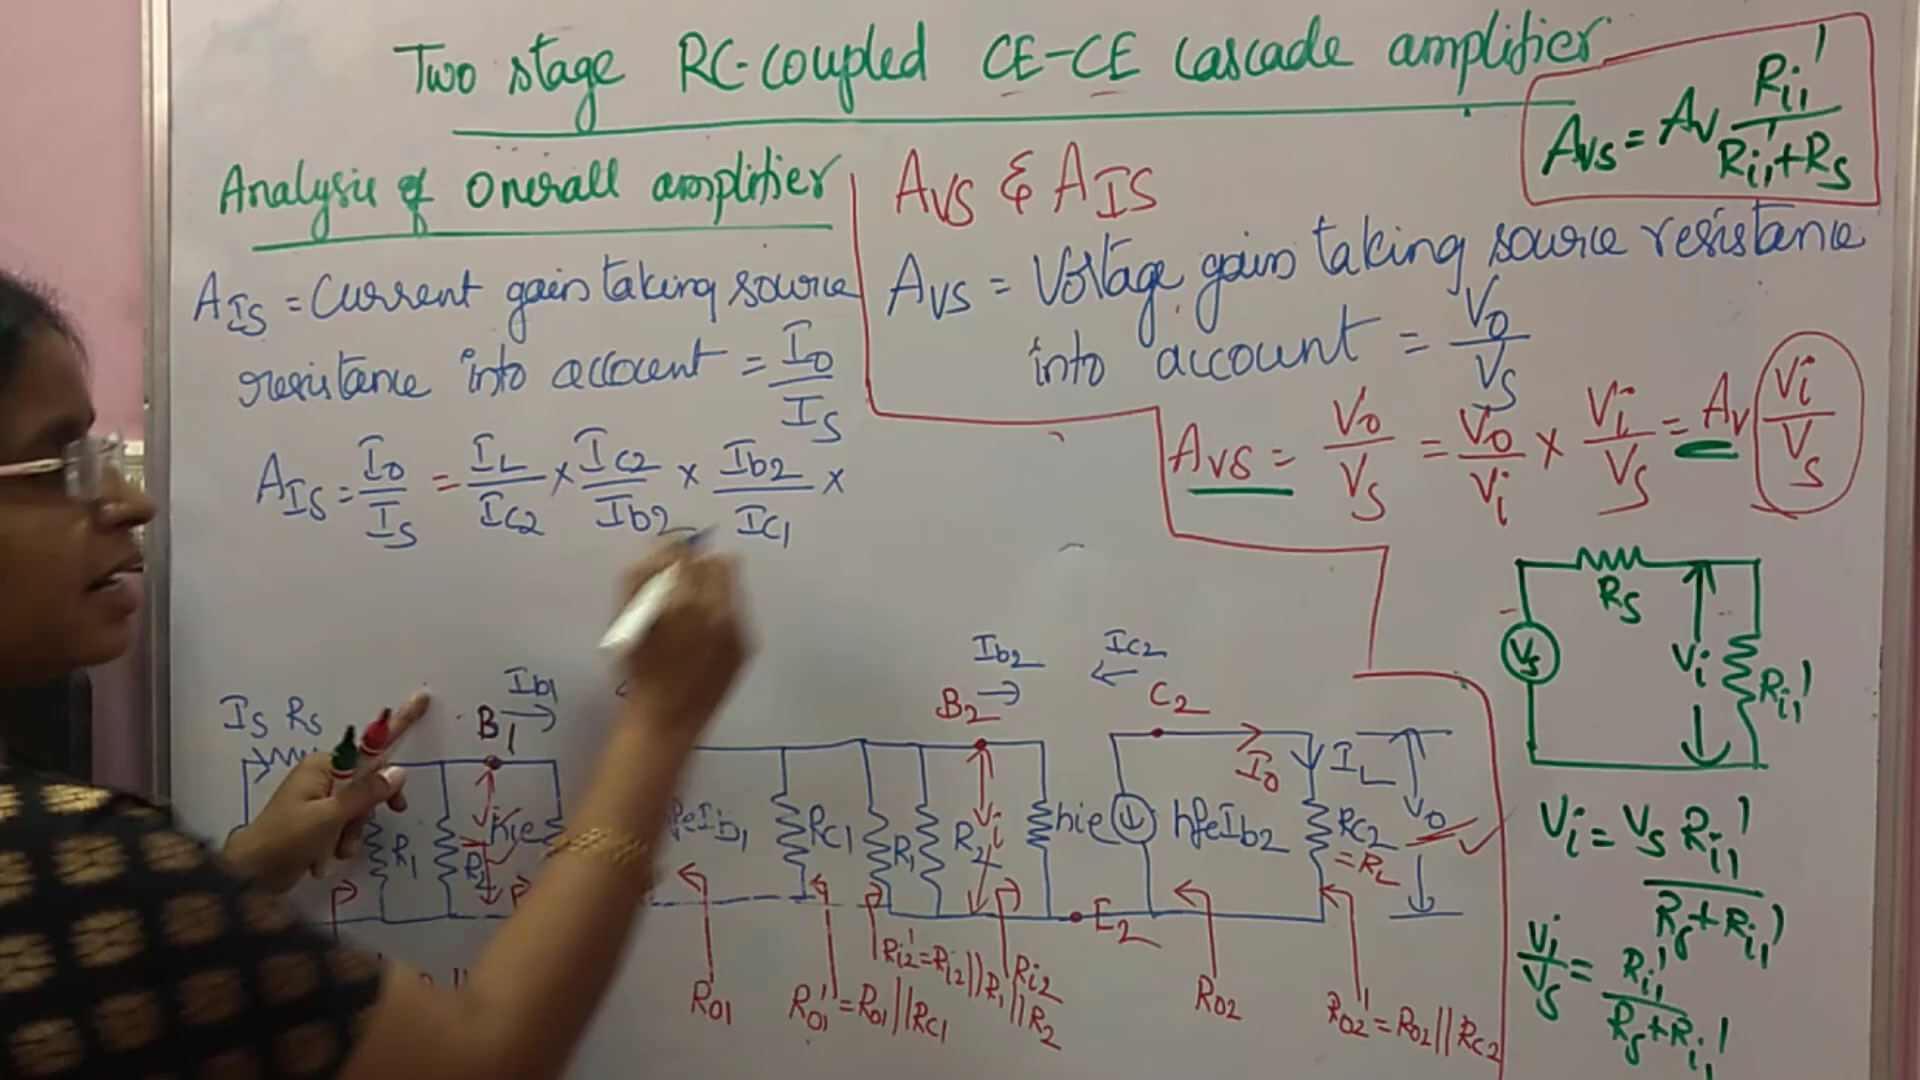 Two stage RC-coupled CE-CE cascade amplifier
Avs = Av Ri1' / Ri1'+Rs
Analysis of Overall amplifier
AVS & AIS
AIS = Current gain taking source
resistance into account = Io / Is
AVS = Voltage gain taking source resistance
into account = Vo / Vs
AIS = Io / Is = IL / Ic2 × Ic2 / Ib2 × Ib2 / Ic1 ×
AVS = Vo / Vs = Vo / Vi × Vi / Vs = Av Vi / Vs
Is Rs
B1
Ib1
B2
Ib2
Ic2
C2
Io
IL
Vo
R1
R2
hie
hfeIb1
RC1
R1
R2
Vi
hie
hfeIb2
RC2
= RL
E2
Ro1
Ro1' = Ro1||RC1
Ri2' = Ri2||R1||R2
Ri2
Ro2
Ro2' = Ro2||RC2
Rs
Vs
Vi
Ri1'
Vi = Vs Ri1' / Rs+Ri1'
Vi / Vs = Ri1' / Rs+Ri1'